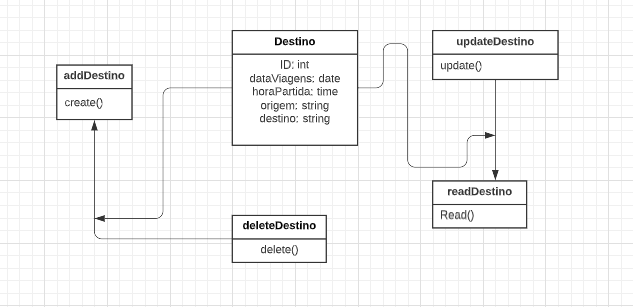 Destino
ID: int
dataViagens: date
horaPartida: time
origem: string
destino: string
updateDestino
update()
addDestino
create()
readDestino
Read()
deleteDestino
delete()